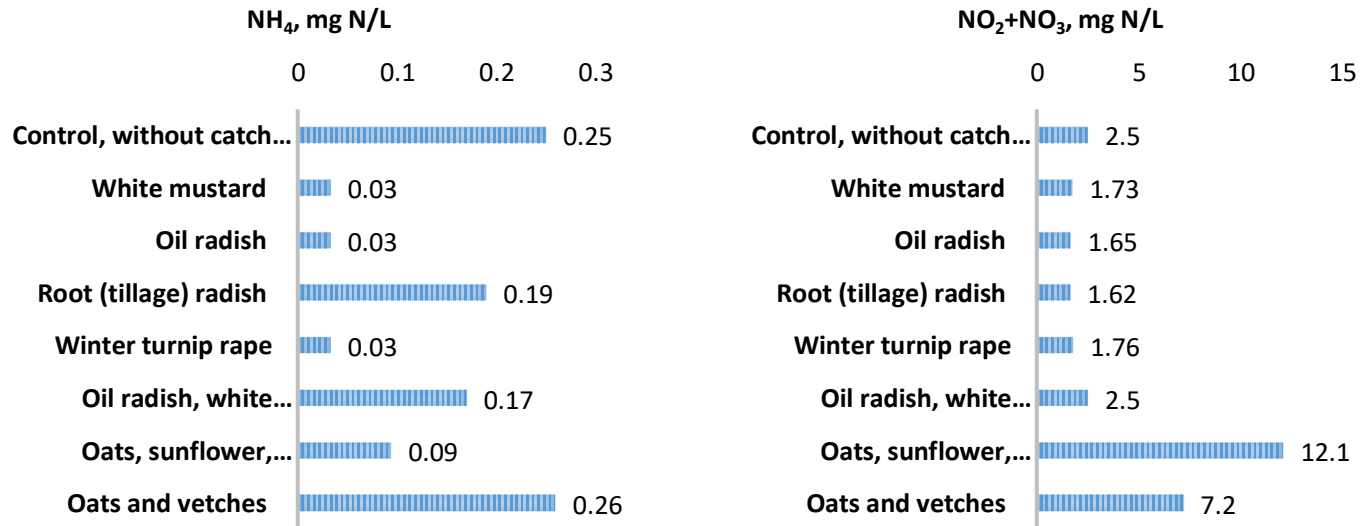 NH₄, mg N/L
0 0.1 0.2 0.3
Control, without catch… 0.25
White mustard 0.03
Oil radish 0.03
Root (tillage) radish 0.19
Winter turnip rape 0.03
Oil radish, white… 0.17
Oats, sunflower,… 0.09
Oats and vetches 0.26
NO₂+NO₃, mg N/L
0 5 10 15
Control, without catch… 2.5
White mustard 1.73
Oil radish 1.65
Root (tillage) radish 1.62
Winter turnip rape 1.76
Oil radish, white… 2.5
Oats, sunflower,… 12.1
Oats and vetches 7.2